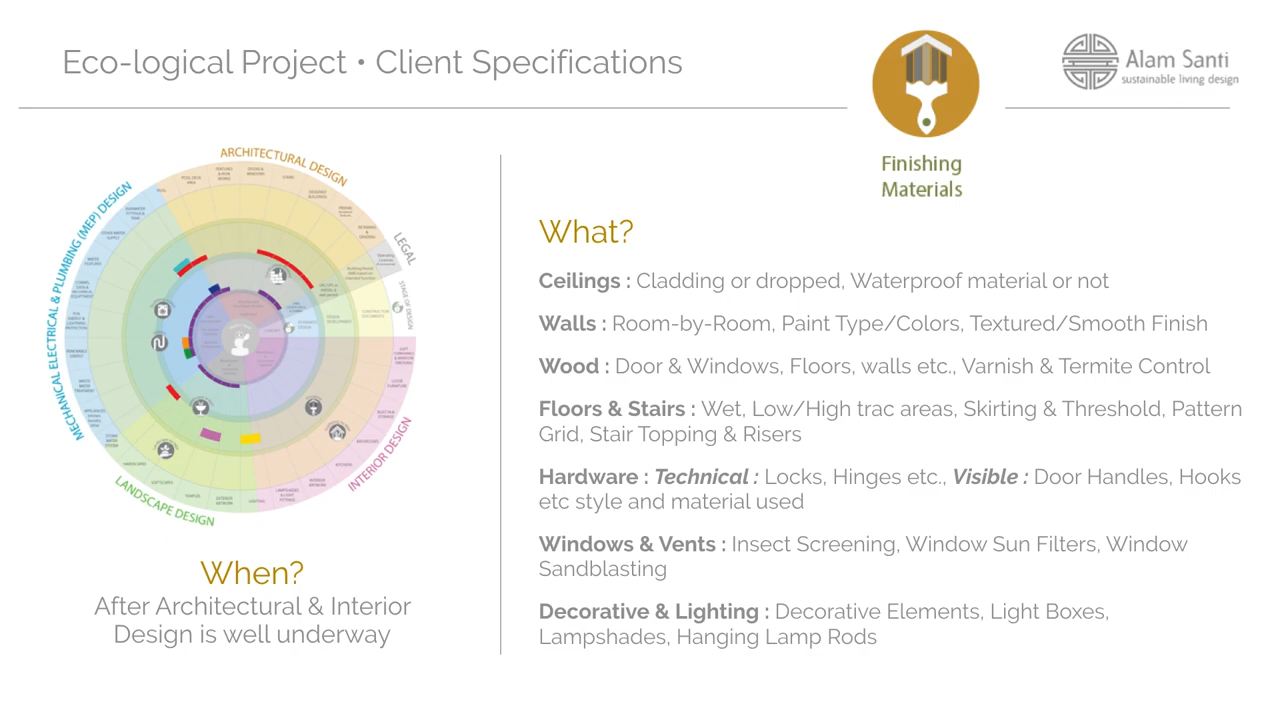 Eco-logical Project • Client Specifications
Alam Santi
sustainable living design
Finishing
Materials
ARCHITECTURAL DESIGN
LEGAL
STAGE OF DESIGN
MECHANICAL ELECTRICAL & PLUMBING (MEP) DESIGN
INTERIOR DESIGN
LANDSCAPE DESIGN
When?
After Architectural & Interior
Design is well underway
What?
Ceilings : Cladding or dropped, Waterproof material or not
Walls : Room-by-Room, Paint Type/Colors, Textured/Smooth Finish
Wood : Door & Windows, Floors, walls etc., Varnish & Termite Control
Floors & Stairs : Wet, Low/High trac areas, Skirting & Threshold, Pattern
Grid, Stair Topping & Risers
Hardware : Technical : Locks, Hinges etc., Visible : Door Handles, Hooks
etc style and material used
Windows & Vents : Insect Screening, Window Sun Filters, Window
Sandblasting
Decorative & Lighting : Decorative Elements, Light Boxes,
Lampshades, Hanging Lamp Rods